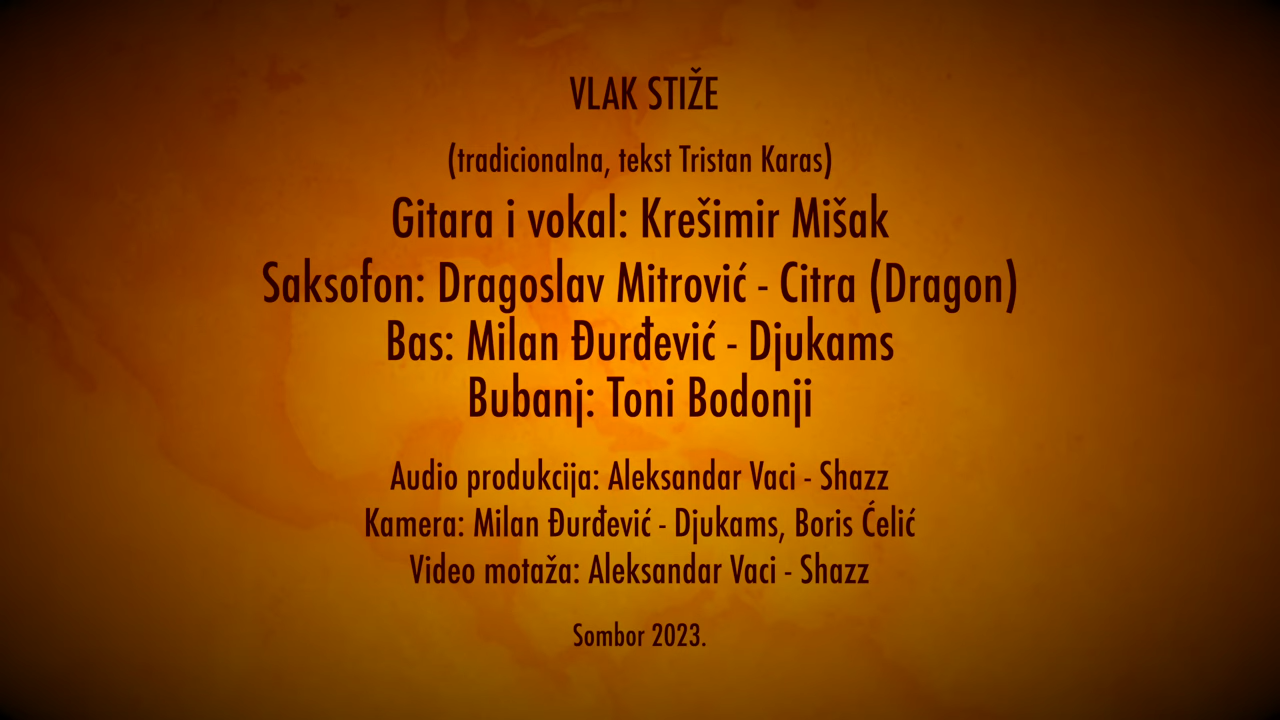 VLAK STIŽE
(tradicionalna, tekst Tristan Karas)
Gitara i vokal: Krešimir Mišak
Saksofon: Dragoslav Mitrović - Citra (Dragon)
Bas: Milan Đurđević - Djukams
Bubanj: Toni Bodonji
Audio produkcija: Aleksandar Vaci - Shazz
Kamera: Milan Đurđević - Djukams, Boris Ćelić
Video motaža: Aleksandar Vaci - Shazz
Sombor 2023.